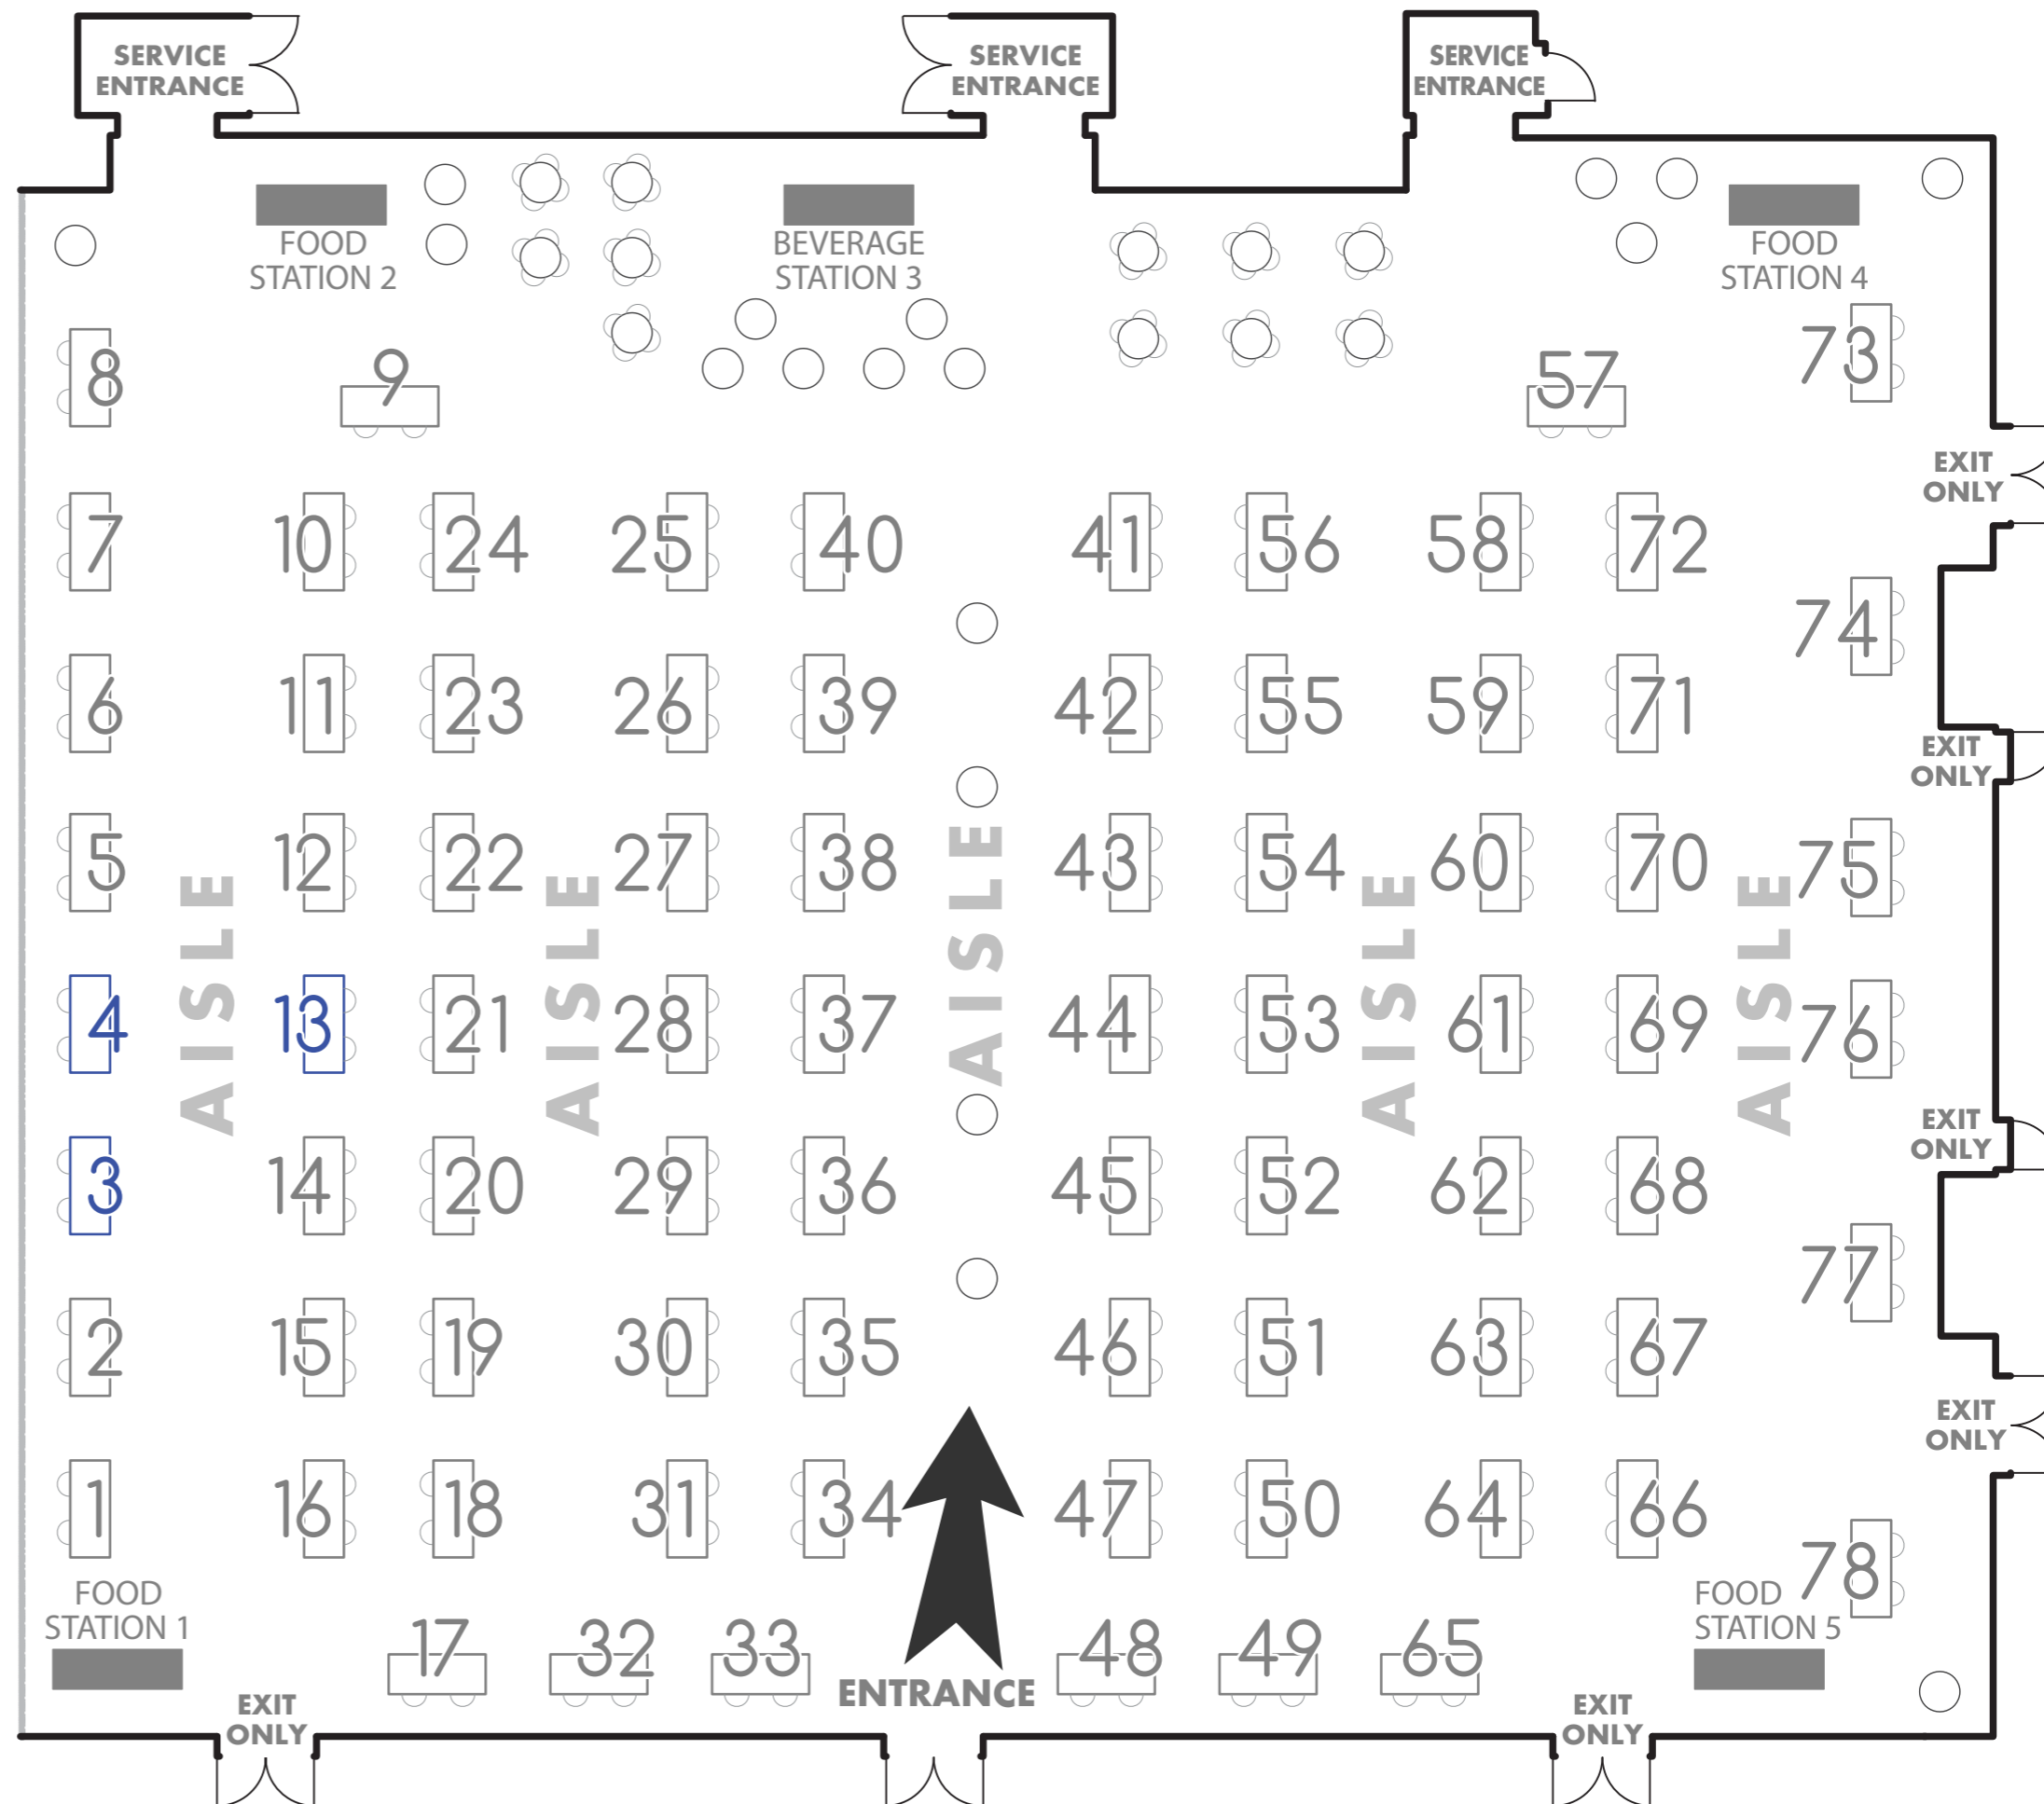 SERVICE
ENTRANCE
SERVICE
ENTRANCE
SERVICE
ENTRANCE
FOOD
STATION 2
BEVERAGE
STATION 3
FOOD
STATION 4
8
9
57
73
EXIT
ONLY
7
10
24
25
40
41
56
58
72
74
6
11
23
26
39
42
55
59
71
EXIT
ONLY
5
12
22
27
38
43
54
60
70
75
AISLE
AISLE
AISLE
AISLE
AISLE
4
13
21
28
37
44
53
61
69
76
EXIT
ONLY
3
14
20
29
36
45
52
62
68
77
2
15
19
30
35
46
51
63
67
EXIT
ONLY
1
16
18
31
34
47
50
64
66
78
FOOD
STATION 1
FOOD
STATION 5
17
32
33
48
49
65
ENTRANCE
EXIT
ONLY
EXIT
ONLY